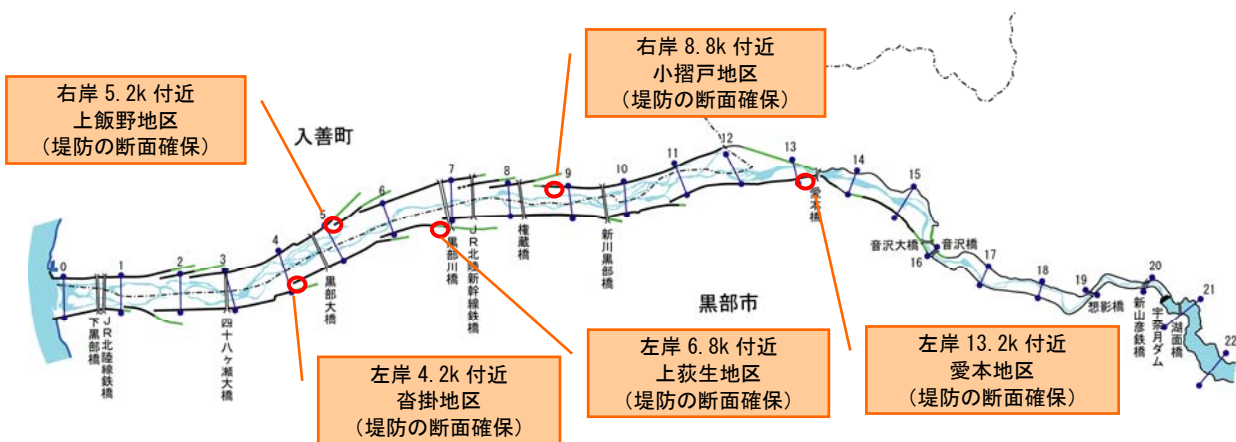 右岸 8.8k 付近
小摺戸地区
(堤防の断面確保)
右岸 5.2k 付近
上飯野地区
(堤防の断面確保)
入善町
0
1
2
3
4
5
6
7
8
9
10
11
12
13
14
15
16
17
18
19
20
21
22
下黒部橋
JR北陸線鉄橋
四十八ヶ瀬大橋
黒部大橋
黒部川橋
JR北陸新幹線鉄橋
権蔵橋
新川黒部橋
愛本橋
音沢大橋
音沢橋
想影橋
新山彦鉄橋
宇奈月ダム
湖面橋
黒部市
左岸 4.2k 付近
沓掛地区
(堤防の断面確保)
左岸 6.8k 付近
上荻生地区
(堤防の断面確保)
左岸 13.2k 付近
愛本地区
(堤防の断面確保)